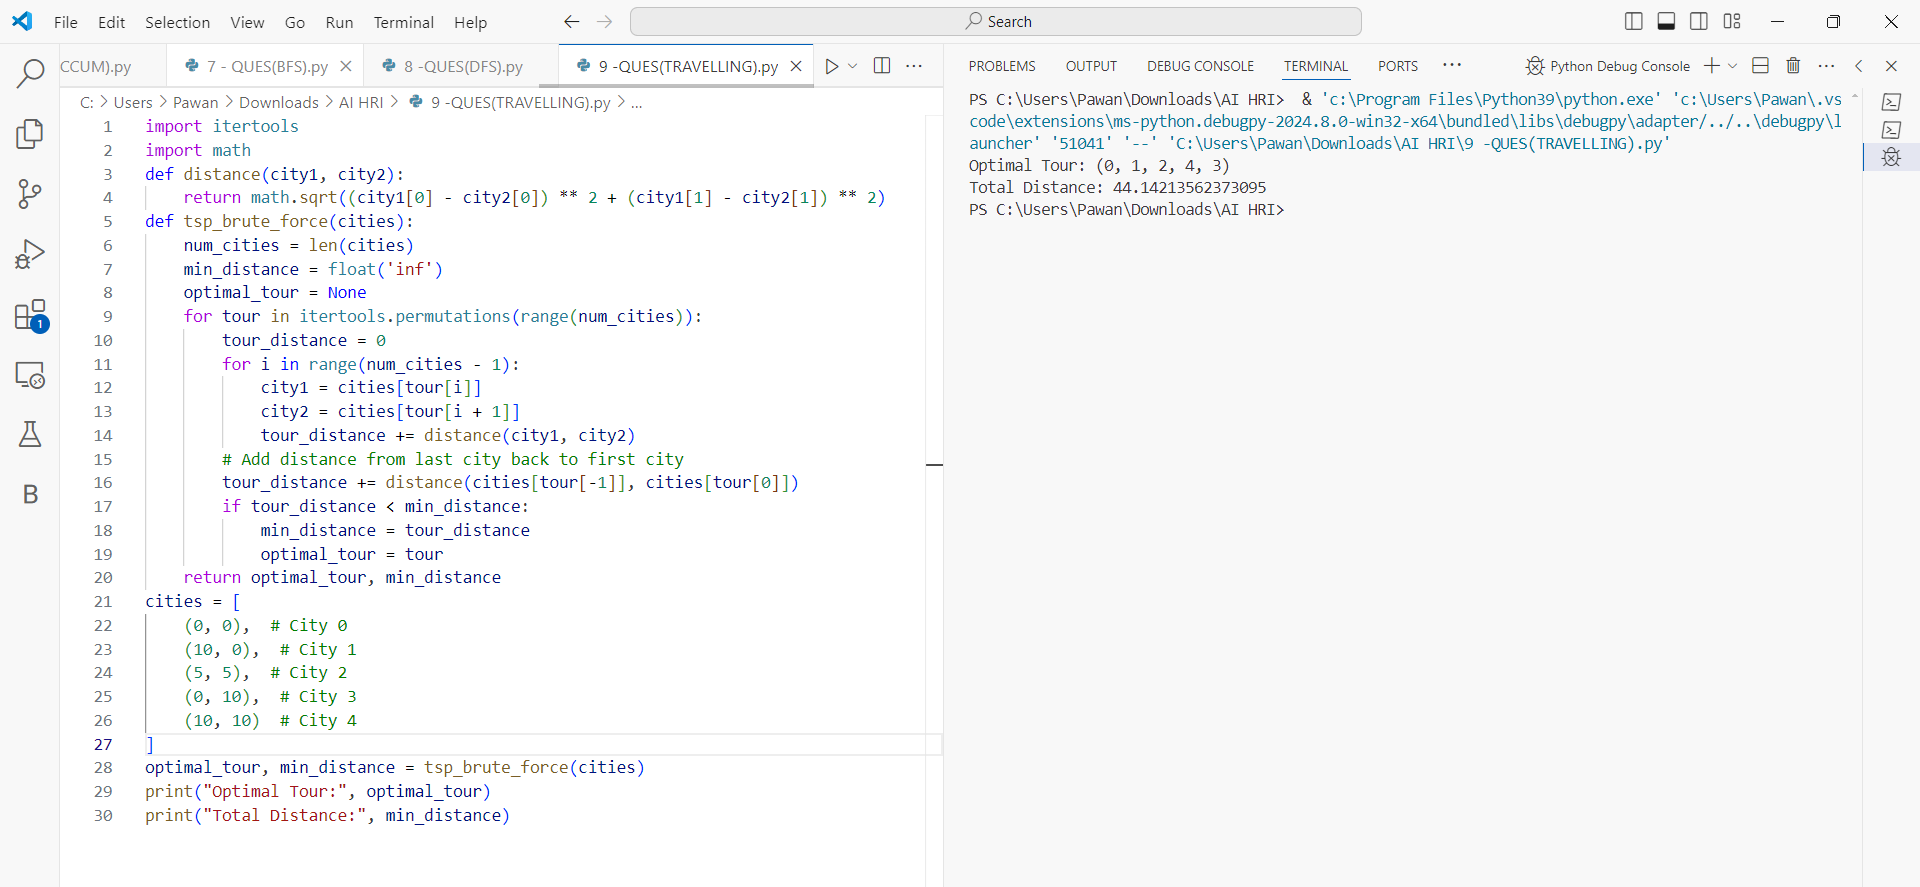 File Edit Selection View Go Run Terminal Help Search
CCUM).py 7 - QUES(BFS).py 8 -QUES(DFS).py 9 -QUES(TRAVELLING).py
C: > Users > Pawan > Downloads > AI HRI > 9 -QUES(TRAVELLING).py > ...
1 import itertools
2 import math
3 def distance(city1, city2):
4     return math.sqrt((city1[0] - city2[0]) ** 2 + (city1[1] - city2[1]) ** 2)
5 def tsp_brute_force(cities):
6     num_cities = len(cities)
7     min_distance = float('inf')
8     optimal_tour = None
9     for tour in itertools.permutations(range(num_cities)):
10         tour_distance = 0
11         for i in range(num_cities - 1):
12             city1 = cities[tour[i]]
13             city2 = cities[tour[i + 1]]
14             tour_distance += distance(city1, city2)
15         # Add distance from last city back to first city
16         tour_distance += distance(cities[tour[-1]], cities[tour[0]])
17         if tour_distance < min_distance:
18             min_distance = tour_distance
19             optimal_tour = tour
20     return optimal_tour, min_distance
21 cities = [
22     (0, 0),  # City 0
23     (10, 0),  # City 1
24     (5, 5),  # City 2
25     (0, 10),  # City 3
26     (10, 10)  # City 4
27 ]
28 optimal_tour, min_distance = tsp_brute_force(cities)
29 print("Optimal Tour:", optimal_tour)
30 print("Total Distance:", min_distance)
1
B
PROBLEMS OUTPUT DEBUG CONSOLE TERMINAL PORTS ... Python Debug Console
PS C:\Users\Pawan\Downloads\AI HRI>  & 'c:\Program Files\Python39\python.exe' 'c:\Users\Pawan\.vs
code\extensions\ms-python.debugpy-2024.8.0-win32-x64\bundled\libs\debugpy\adapter/../..\debugpy\l
auncher' '51041' '--' 'C:\Users\Pawan\Downloads\AI HRI\9 -QUES(TRAVELLING).py'
Optimal Tour: (0, 1, 2, 4, 3)
Total Distance: 44.14213562373095
PS C:\Users\Pawan\Downloads\AI HRI>